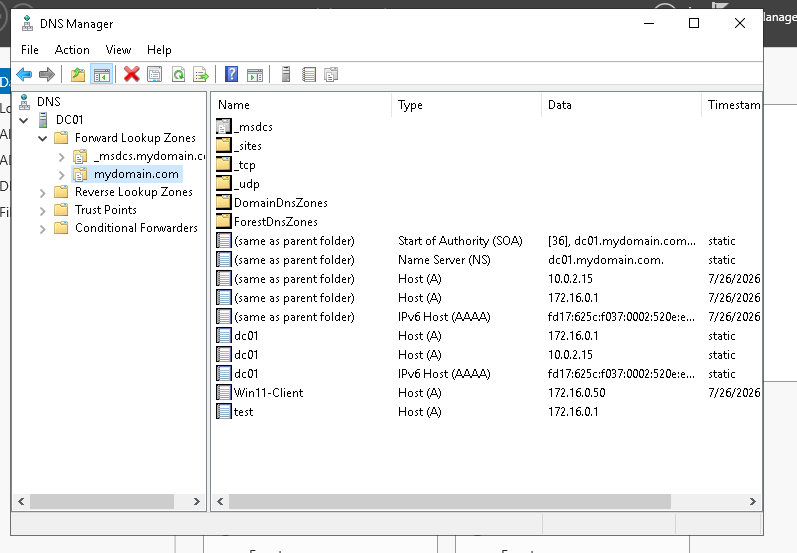 DNS Manager
lanager
File Action View Help
DNS
DC01
Forward Lookup Zones
_msdcs.mydomain.c
mydomain.com
Reverse Lookup Zones
Trust Points
Conditional Forwarders
Name Type Data Timestam
_msdcs
_sites
_tcp
_udp
DomainDnsZones
ForestDnsZones
(same as parent folder) Start of Authority (SOA) [36], dc01.mydomain.com... static
(same as parent folder) Name Server (NS) dc01.mydomain.com. static
(same as parent folder) Host (A) 10.0.2.15 7/26/2026
(same as parent folder) Host (A) 172.16.0.1 7/26/2026
(same as parent folder) IPv6 Host (AAAA) fd17:625c:f037:0002:520e:e... 7/26/2026
dc01 Host (A) 172.16.0.1 static
dc01 Host (A) 10.0.2.15 static
dc01 IPv6 Host (AAAA) fd17:625c:f037:0002:520e:e... static
Win11-Client Host (A) 172.16.0.50 7/26/2026
test Host (A) 172.16.0.1